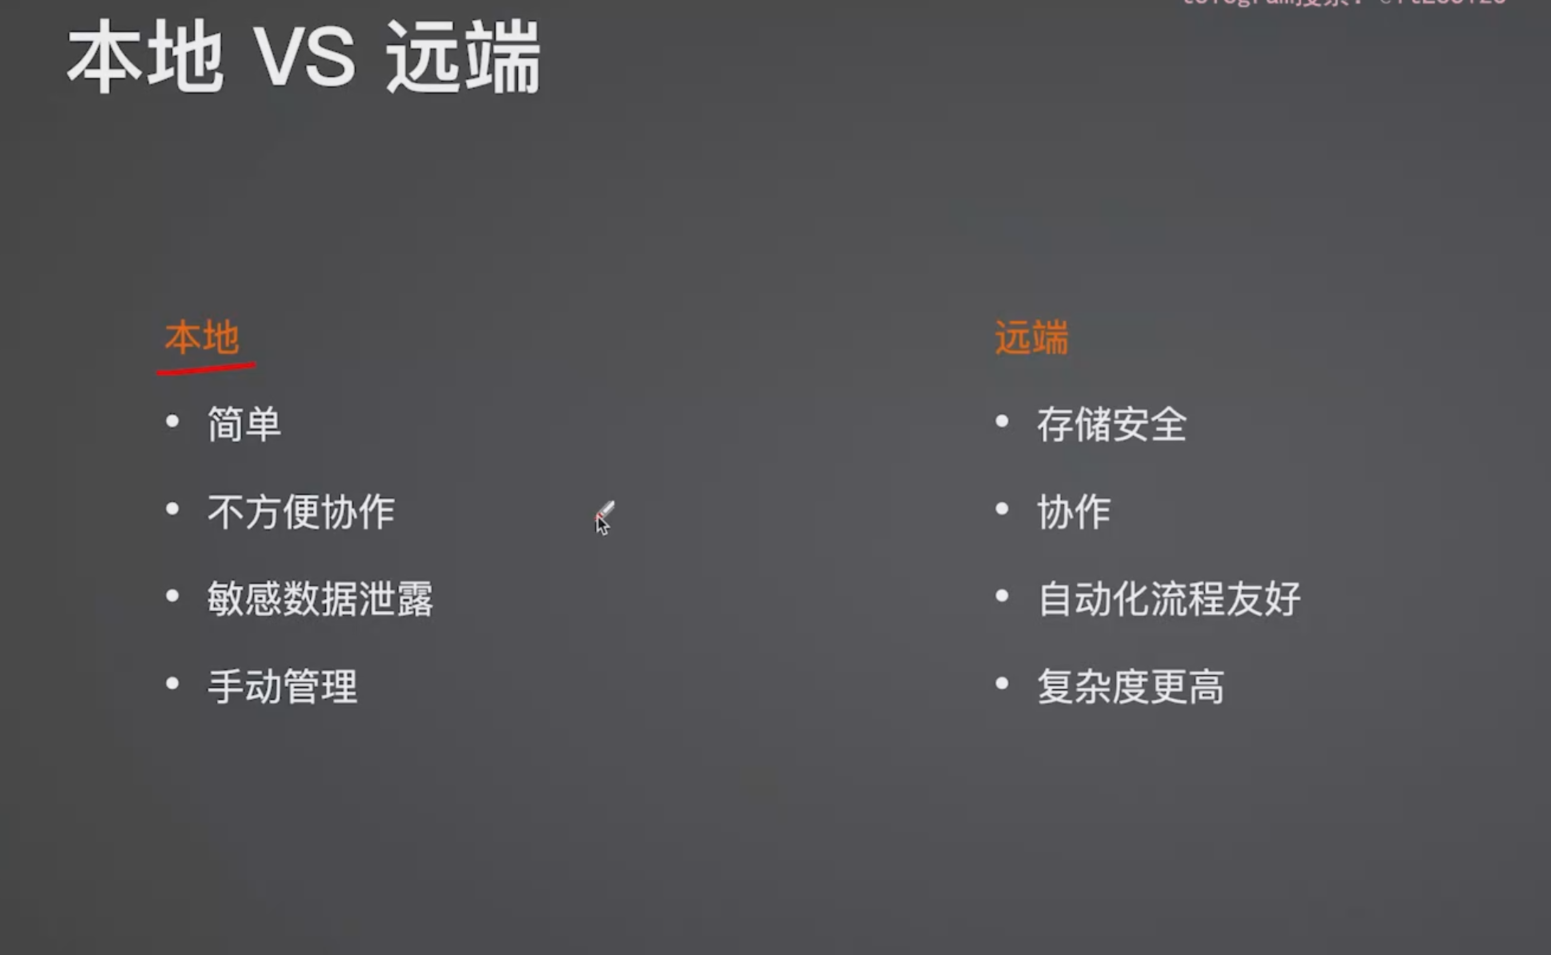 本地 VS 远端
本地
• 简单
• 不方便协作
• 敏感数据泄露
• 手动管理
远端
• 存储安全
• 协作
• 自动化流程友好
• 复杂度更高